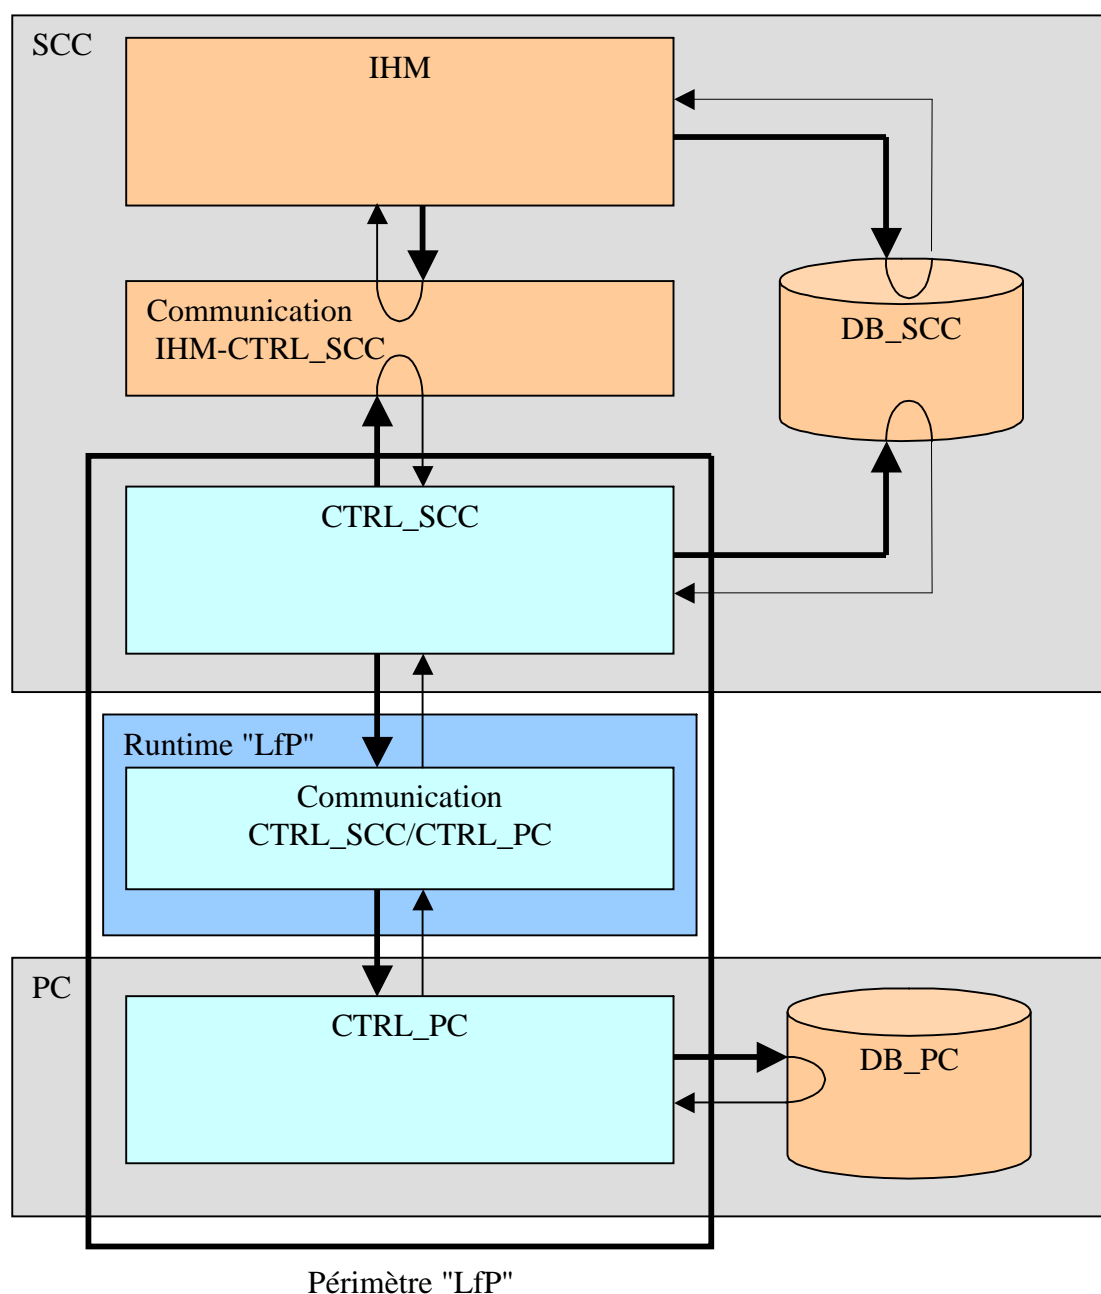 SCC
IHM
Communication
IHM-CTRL_SCC
DB_SCC
CTRL_SCC
Runtime "LfP"
Communication
CTRL_SCC/CTRL_PC
PC
CTRL_PC
DB_PC
Périmètre "LfP"